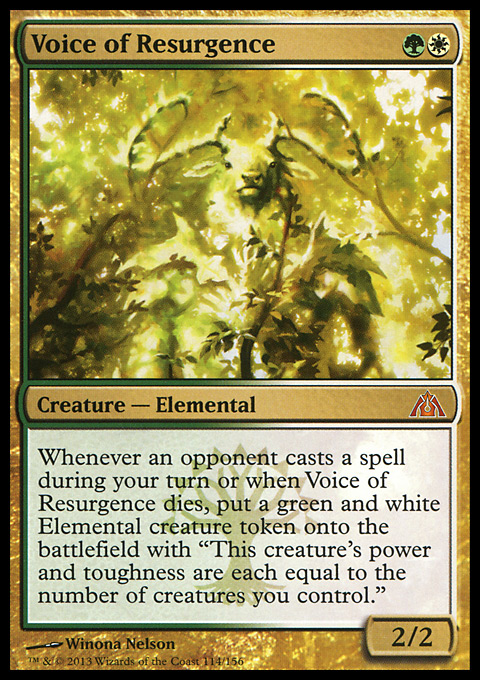 Voice of Resurgence
Creature — Elemental
Whenever an opponent casts a spell
during your turn or when Voice of
Resurgence dies, put a green and white
Elemental creature token onto the
battlefield with “This creature’s power
and toughness are each equal to the
number of creatures you control.”
2/2
Winona Nelson
™ & © 2013 Wizards of the Coast 114/156